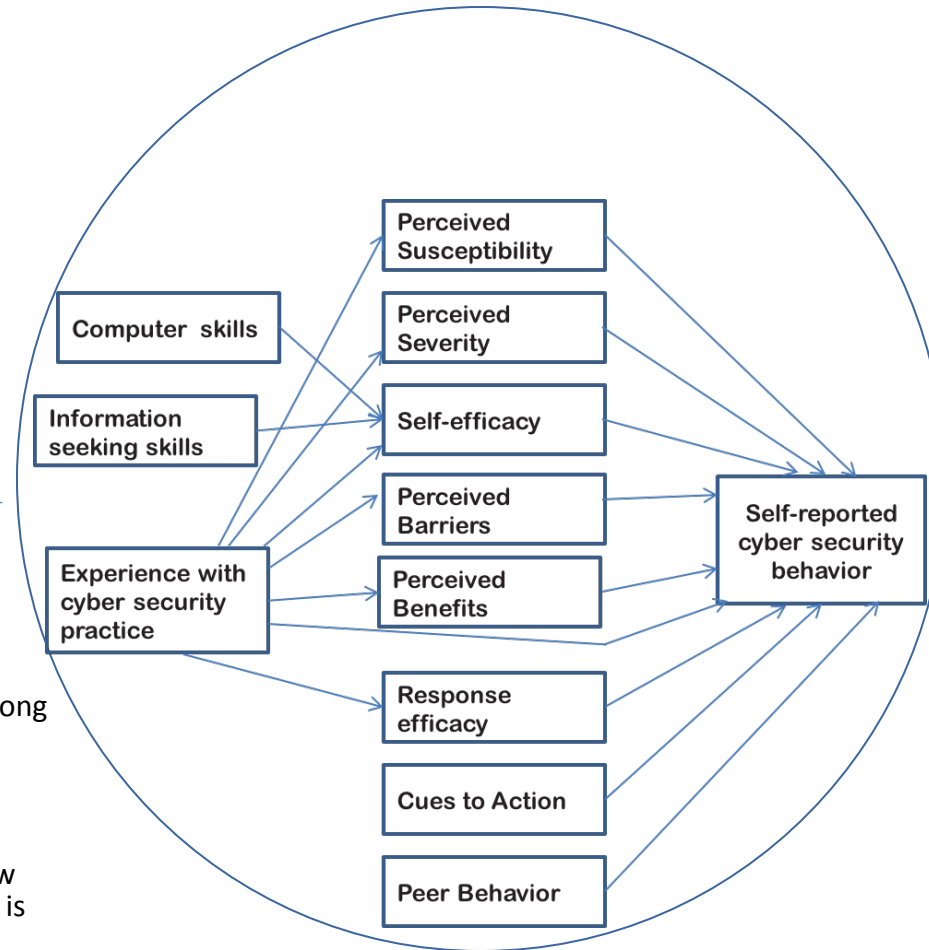 Perceived
Susceptibility
Computer skills
Perceived
Severity
Information
seeking skills
Self-efficacy
Perceived
Barriers
Self-reported
cyber security
behavior
Experience with
cyber security
practice
Perceived
Benefits
ong
Response
efficacy
Cues to Action
w
is
Peer Behavior